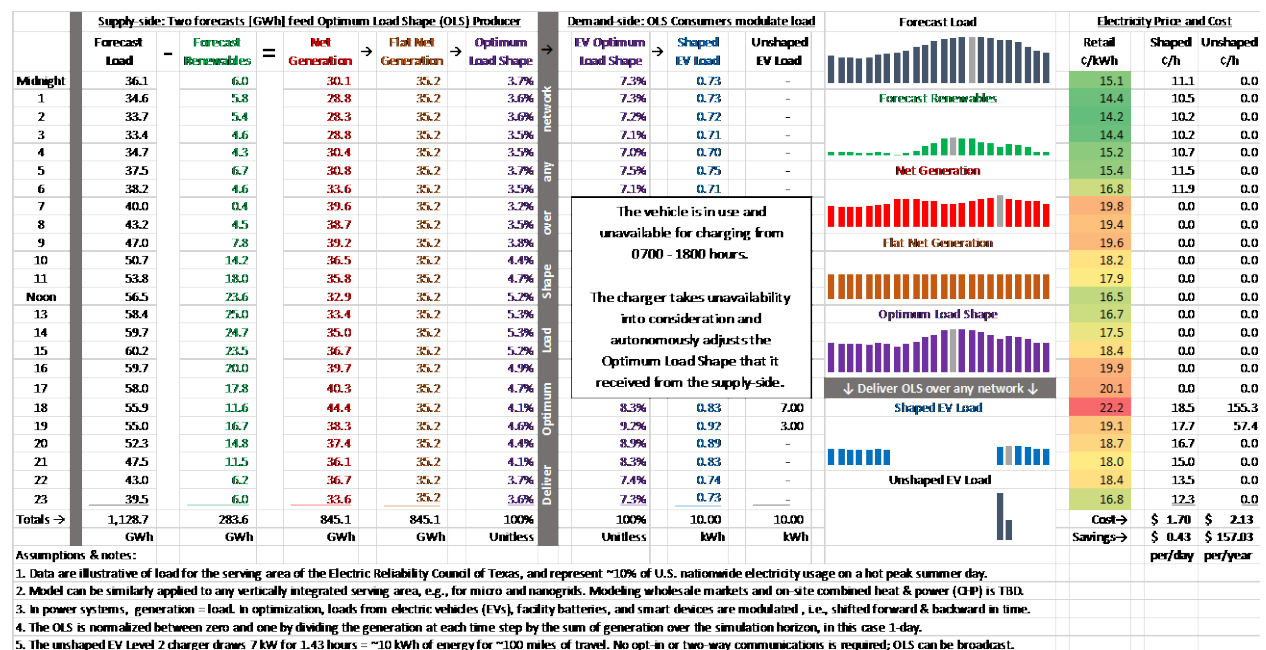 Supply-side: Two forecasts [GWh] feed Optimum Load Shape (OLS) Producer Demand-side: OLS Consumers modulate load Forecast Load Electricity Price and Cost
Forecast Load – Forecast Renewables = Net Generation → Flat Net Generation → Optimum Load Shape → EV Optimum Load Shape → Shaped EV Load Unshaped EV Load Retail ¢/kWh Shaped ¢/h Unshaped ¢/h
Midnight 36.1 6.0 30.1 35.2 3.7% 7.3% 0.73 - 15.1 11.1 0.0
1 34.6 5.8 28.8 35.2 3.6% 7.3% 0.73 - Forecast Renewables 14.4 10.5 0.0
2 33.7 5.4 28.3 35.2 3.6% 7.2% 0.72 - 14.2 10.2 0.0
3 33.4 4.6 28.8 35.2 3.5% 7.1% 0.71 - 14.4 10.2 0.0
4 34.7 4.3 30.4 35.2 3.5% 7.0% 0.70 - 15.2 10.7 0.0
5 37.5 6.7 30.8 35.2 3.7% 7.5% 0.75 - Net Generation 15.4 11.5 0.0
6 38.2 4.6 33.6 35.2 3.5% 7.1% 0.71 - 16.8 11.9 0.0
7 40.0 0.4 39.6 35.2 3.2% 19.8 0.0 0.0
8 43.2 4.5 38.7 35.2 3.5% 19.4 0.0 0.0
9 47.0 7.8 39.2 35.2 3.8% Flat Net Generation 19.6 0.0 0.0
10 50.7 14.2 36.5 35.2 4.4% 18.2 0.0 0.0
11 53.8 18.0 35.8 35.2 4.7% 17.9 0.0 0.0
Noon 56.5 23.6 32.9 35.2 5.2% 16.5 0.0 0.0
13 58.4 25.0 33.4 35.2 5.3% Optimum Load Shape 16.7 0.0 0.0
14 59.7 24.7 35.0 35.2 5.3% 17.5 0.0 0.0
15 60.2 23.5 36.7 35.2 5.2% 18.4 0.0 0.0
16 59.7 20.0 39.7 35.2 4.9% 19.9 0.0 0.0
17 58.0 17.8 40.3 35.2 4.7% ↓ Deliver OLS over any network ↓ 20.1 0.0 0.0
18 55.9 11.6 44.4 35.2 4.1% 8.3% 0.83 7.00 Shaped EV Load 22.2 18.5 155.3
19 55.0 16.7 38.3 35.2 4.6% 9.2% 0.92 3.00 19.1 17.7 57.4
20 52.3 14.8 37.4 35.2 4.4% 8.9% 0.89 - 18.7 16.7 0.0
21 47.5 11.5 36.1 35.2 4.1% 8.3% 0.83 - 18.0 15.0 0.0
22 43.0 6.2 36.7 35.2 3.7% 7.4% 0.74 - Unshaped EV Load 18.4 13.5 0.0
23 39.5 6.0 33.6 35.2 3.6% 7.3% 0.73 - 16.8 12.3 0.0
Totals → 1,128.7 283.6 845.1 845.1 100% 100% 10.00 10.00 Cost→ $ 1.70 $ 2.13
GWh GWh GWh GWh Unitless Unitless kWh kWh Savings→ $ 0.43 $ 157.03
per/day per/year
Deliver Optimum Load Shape over any network
The vehicle is in use and
unavailable for charging from
0700 - 1800 hours.
The charger takes unavailability
into consideration and
autonomously adjusts the
Optimum Load Shape that it
received from the supply-side.
Assumptions & notes:
1. Data are illustrative of load for the serving area of the Electric Reliability Council of Texas, and represent ~10% of U.S. nationwide electricity usage on a hot peak summer day.
2. Model can be similarly applied to any vertically integrated serving area, e.g., for micro and nanogrids. Modeling wholesale markets and on-site combined heat & power (CHP) is TBD.
3. In power systems, generation = load. In optimization, loads from electric vehicles (EVs), facility batteries, and smart devices are modulated , i.e., shifted forward & backward in time.
4. The OLS is normalized between zero and one by dividing the generation at each time step by the sum of generation over the simulation horizon, in this case 1-day.
5. The unshaped EV Level 2 charger draws 7 kW for 1.43 hours = ~10 kWh of energy for ~100 miles of travel. No opt-in or two-way communications is required; OLS can be broadcast.